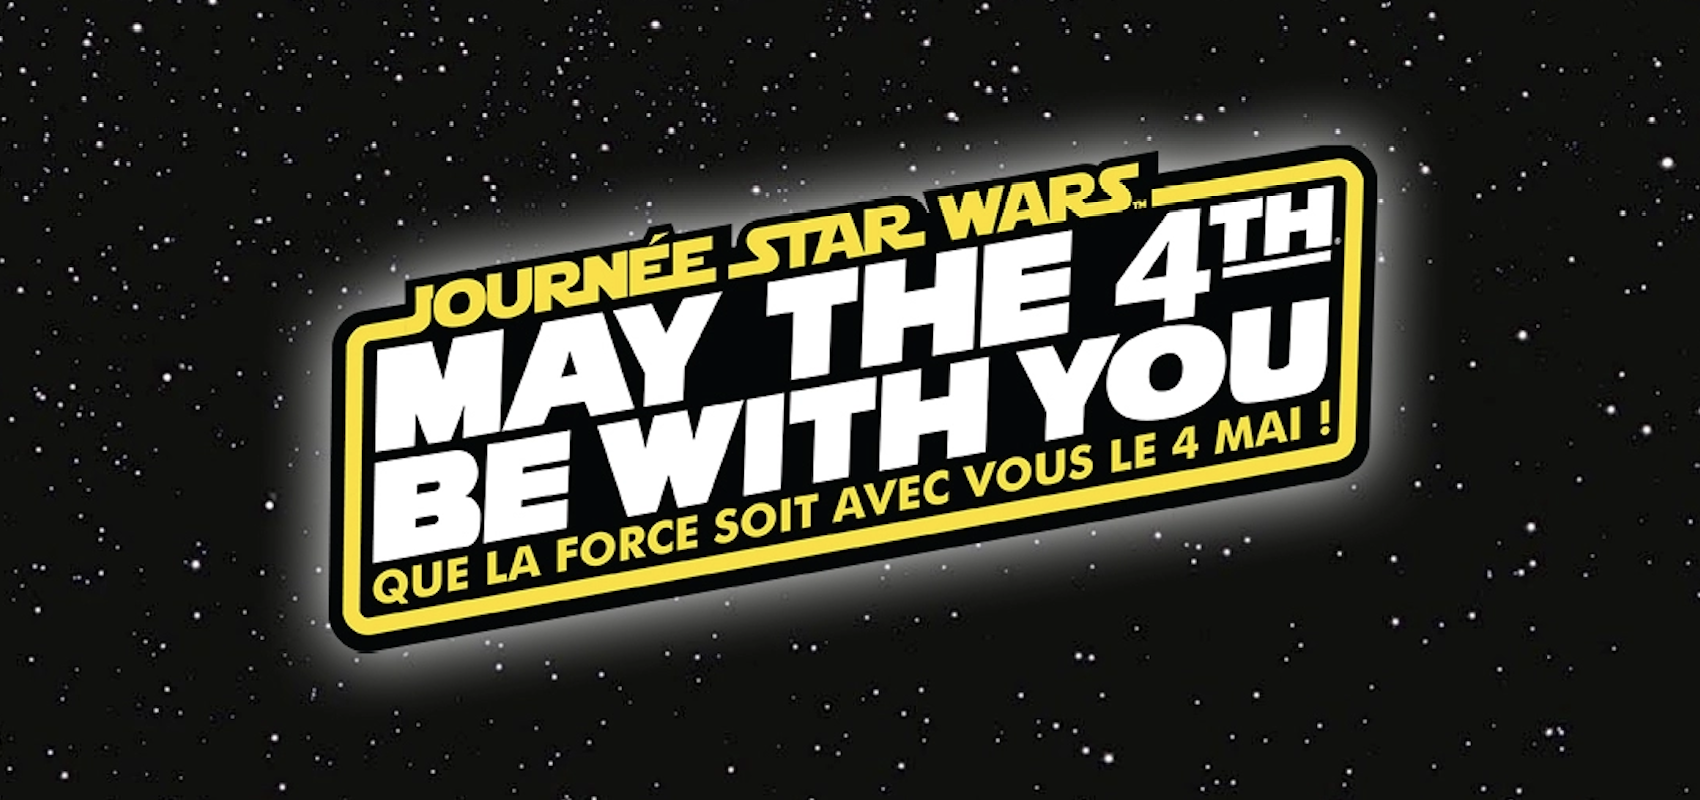 JOURNÉE STAR WARS™
MAY THE 4TH
BE WITH YOU
QUE LA FORCE SOIT AVEC VOUS LE 4 MAI !